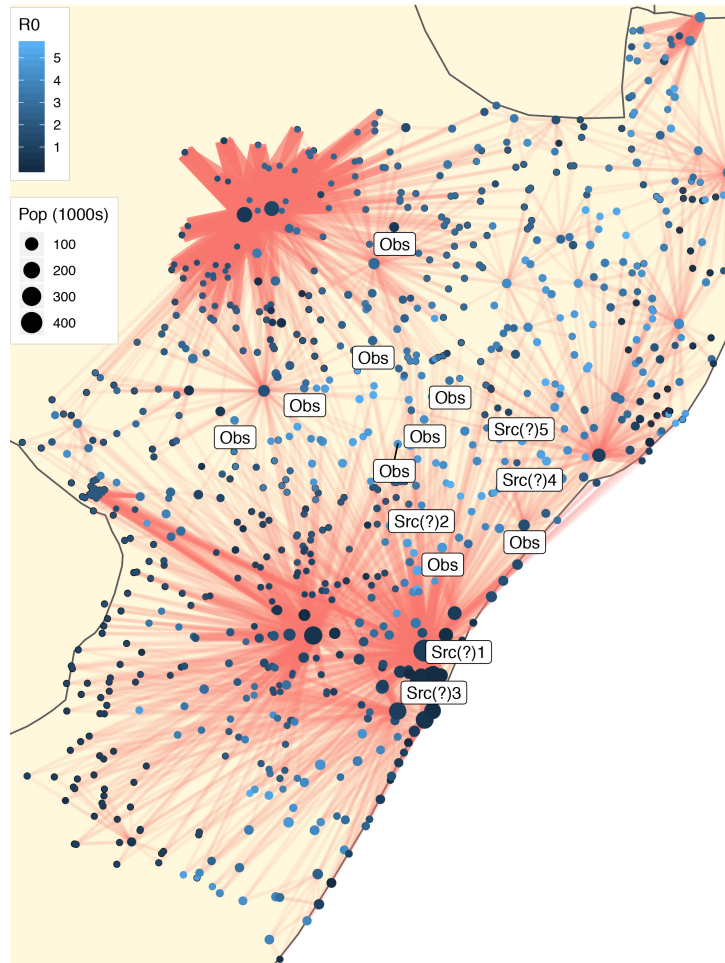 R0
5
4
3
2
1
Pop (1000s)
100
200
300
400
Obs
Obs
Obs
Obs
Obs
Obs
Src(?)5
Obs
Src(?)4
Src(?)2
Obs
Obs
Src(?)1
Src(?)3